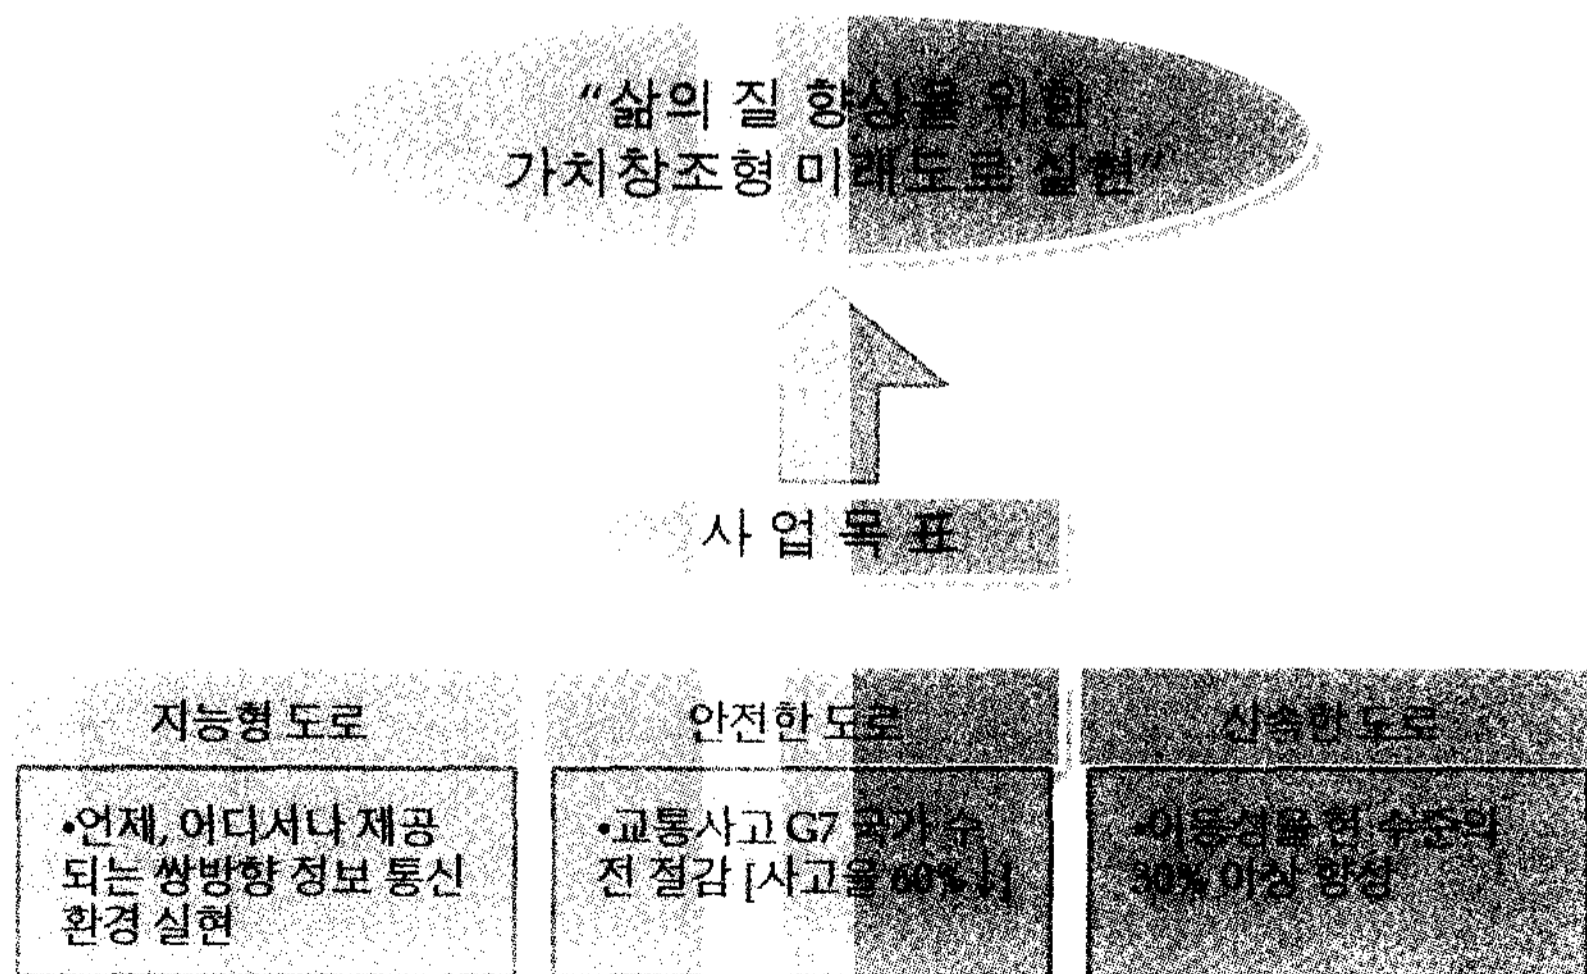 “삶의 질 향상을 위한
가치창조형 미래도로 실현”
사 업 목 표
지능형 도로
안전한 도로
신속한 도로
•언제, 어디서나 제공
되는 쌍방향 정보 통신
환경 실현
•교통사고 G7 국가 수
전 절감 [사고율 60%↓]
•이동성을 현 수준의
30% 이상 향상